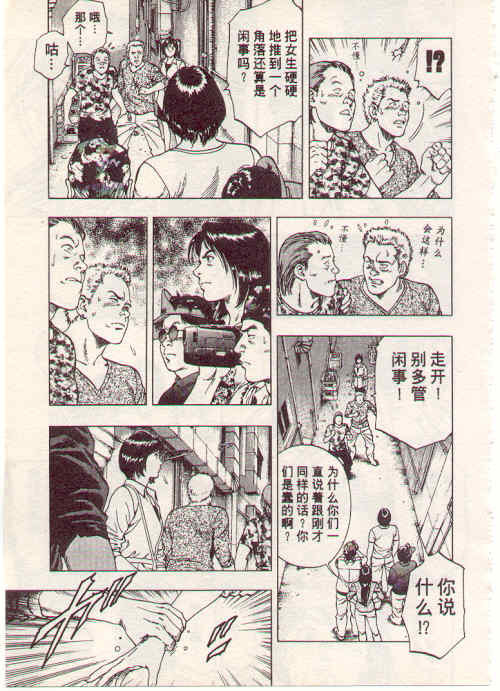 !?
不懂…
把女生硬硬
地推到一个
角落还算是
闲事吗？
哦…
那个…
咕…
为什么
会这样…
不懂…
走开！
别多管
闲事！
为什么你们一
直说着跟刚才
同样的话？你
们是蠢的啊？
你说
什么!?